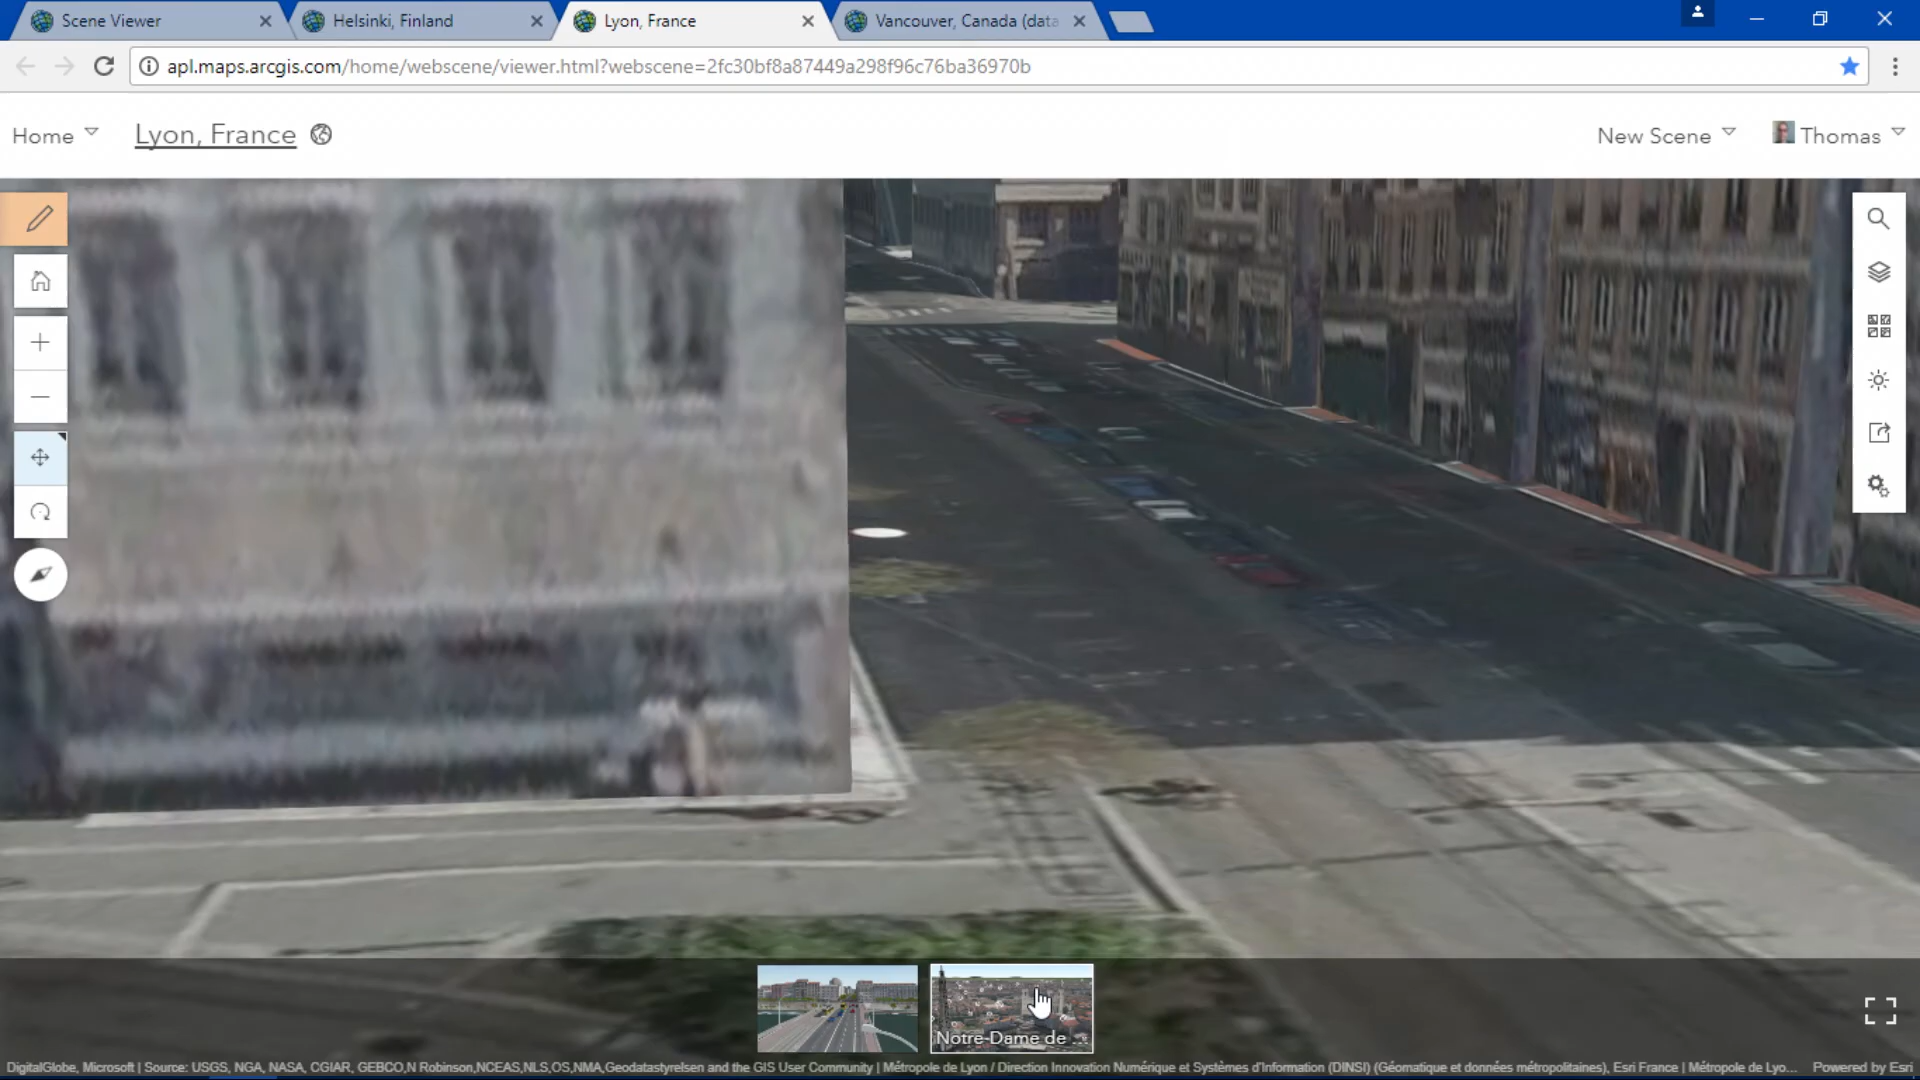 Scene Viewer
Helsinki, Finland
Lyon, France
Vancouver, Canada (data
apl.maps.arcgis.com/home/webscene/viewer.html?webscene=2fc30bf8a87449a298f96c76ba36970b
Home
Lyon, France
New Scene
Thomas
Notre-Dame de ...
DigitalGlobe, Microsoft | Source: USGS, NGA, NASA, CGIAR, GEBCO,N Robinson,NCEAS,NLS,OS,NMA,Geodatastyrelsen and the GIS User Community | Métropole de Lyon / Direction Innovation Numérique et Systèmes d'Information (DINSI) (Géomatique et données métropolitaines), Esri France | Métropole de Lyo... Powered by Esri